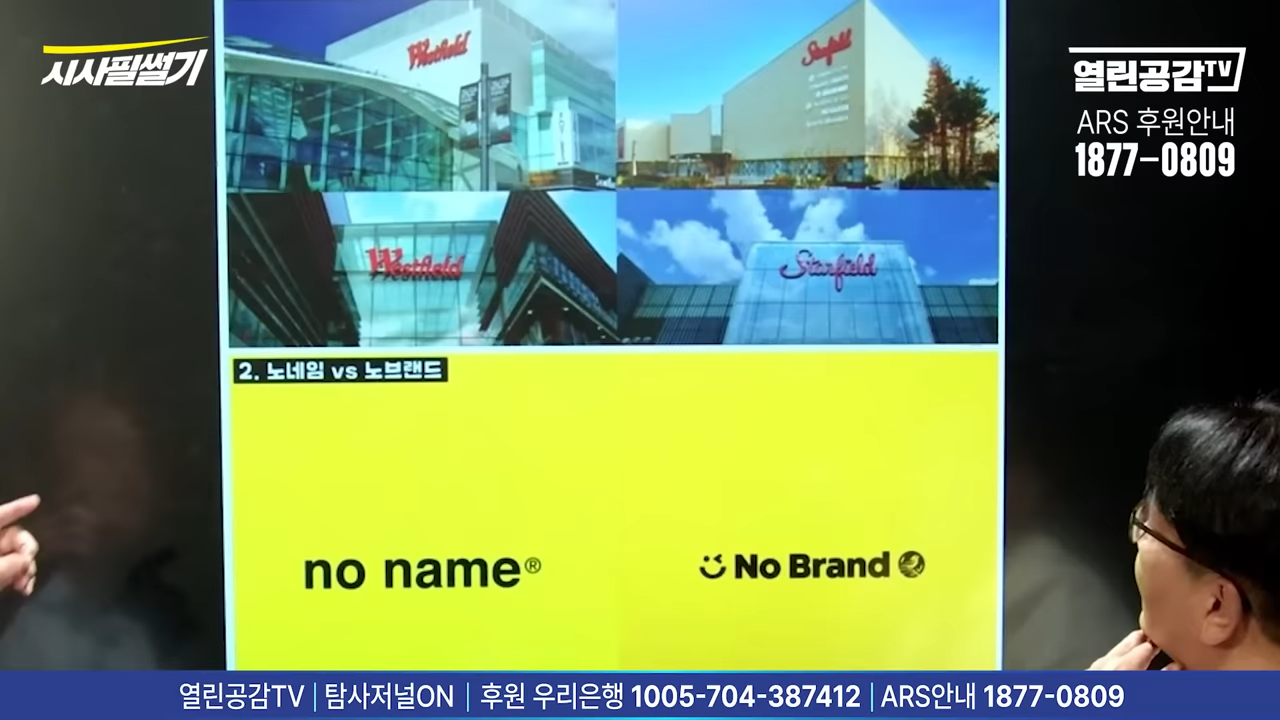 시사필썰기
열린공감TV
ARS 후원안내
1877-0809
Westfield
Starfield
Westfield
Starfield
2. 노네임 vs 노브랜드
no name®
No Brand
열린공감TV | 탐사저널ON | 후원 우리은행 1005-704-387412 | ARS안내 1877-0809